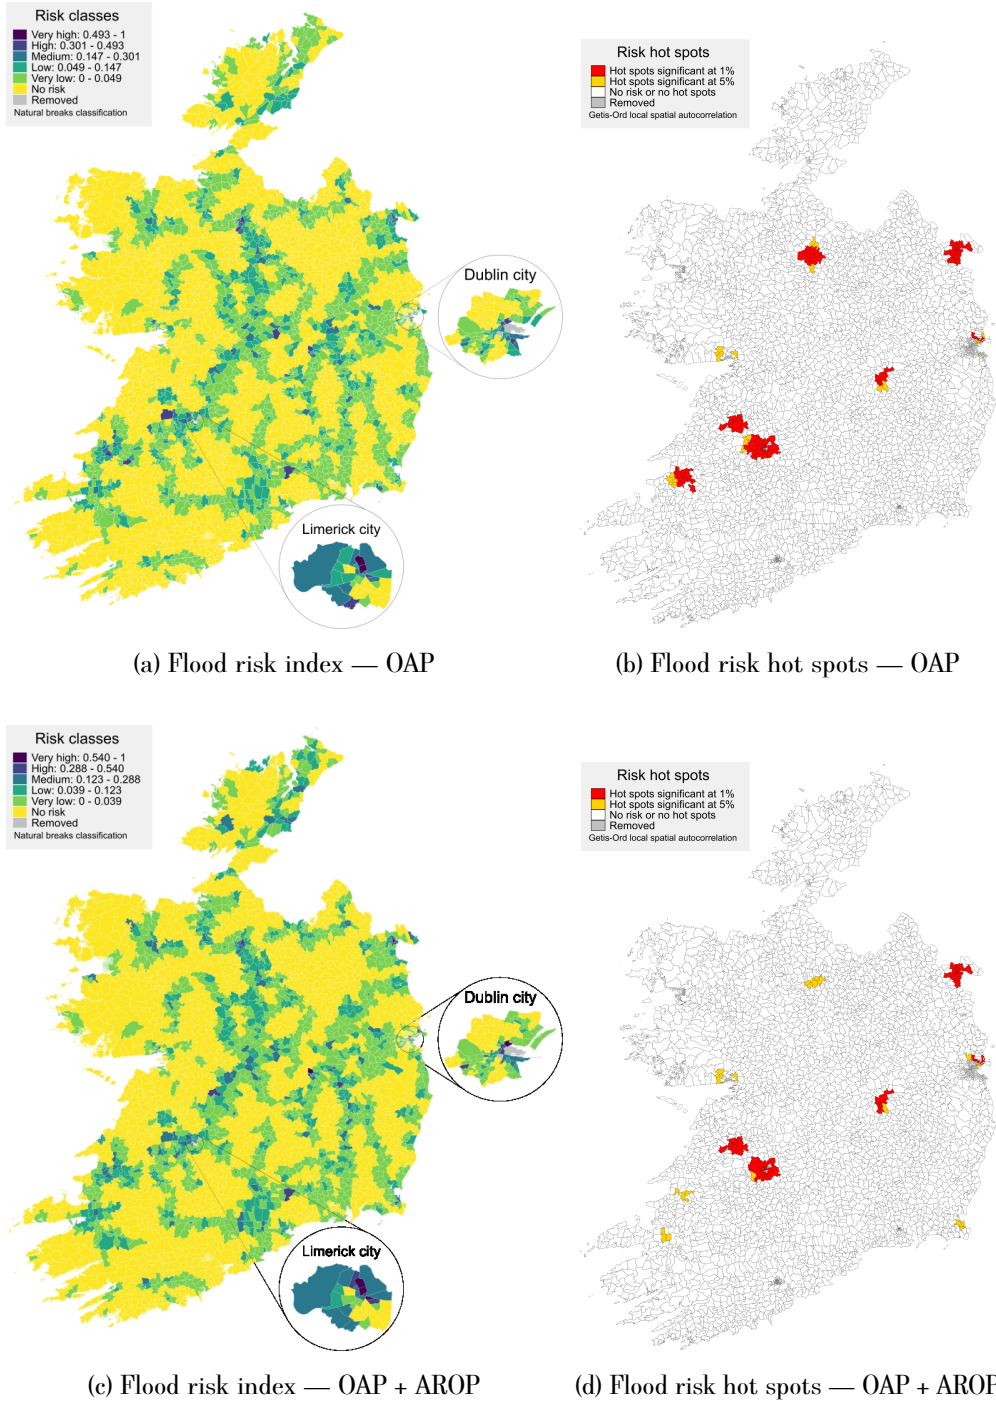 Risk classes
Very high: 0.493 - 1
High: 0.301 - 0.493
Medium: 0.147 - 0.301
Low: 0.049 - 0.147
Very low: 0 - 0.049
No risk
Removed
Natural breaks classification
Dublin city
Limerick city
(a) Flood risk index — OAP
Risk hot spots
Hot spots significant at 1%
Hot spots significant at 5%
No risk or no hot spots
Removed
Getis-Ord local spatial autocorrelation
(b) Flood risk hot spots — OAP
Risk classes
Very high: 0.540 - 1
High: 0.288 - 0.540
Medium: 0.123 - 0.288
Low: 0.039 - 0.123
Very low: 0 - 0.039
No risk
Removed
Natural breaks classification
Dublin city
Limerick city
(c) Flood risk index — OAP + AROP
Risk hot spots
Hot spots significant at 1%
Hot spots significant at 5%
No risk or no hot spots
Removed
Getis-Ord local spatial autocorrelation
(d) Flood risk hot spots — OAP + AROP